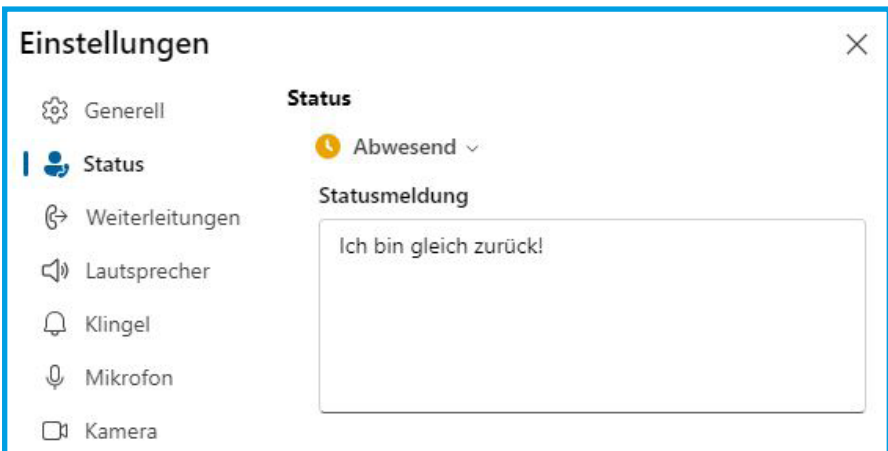 Einstellungen
Generell
Status
Weiterleitungen
Lautsprecher
Klingel
Mikrofon
Kamera
Status
Abwesend
Statusmeldung
Ich bin gleich zurück!